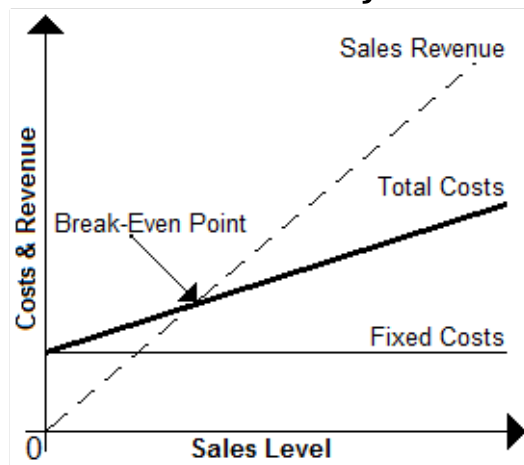 Sales Revenue
Total Costs
Break-Even Point
Fixed Costs
Costs & Revenue
0
Sales Level